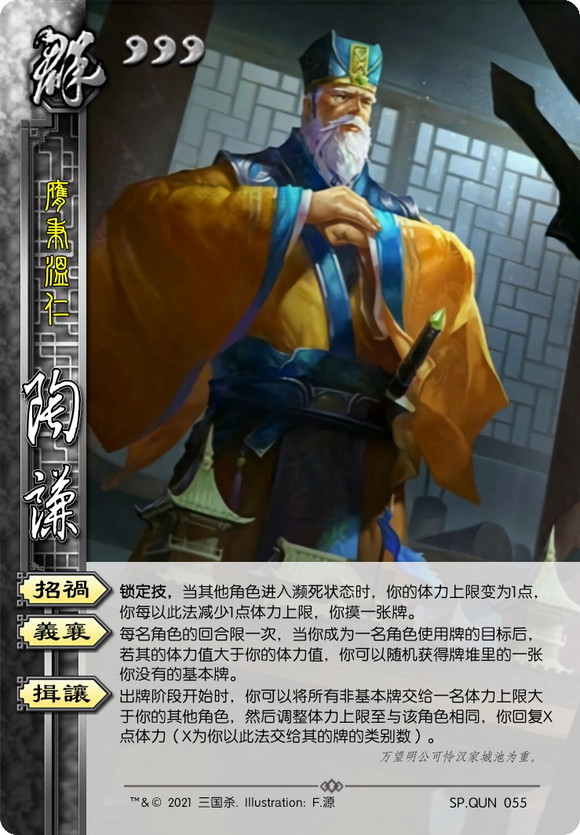 群
膺秉溫仁
陶謙
招禍
锁定技，当其他角色进入濒死状态时，你的体力上限变为1点，
你每以此法减少1点体力上限，你摸一张牌。
義襄
每名角色的回合限一次，当你成为一名角色使用牌的目标后，
若其的体力值大于你的体力值，你可以随机获得牌堆里的一张
你没有的基本牌。
揖讓
出牌阶段开始时，你可以将所有非基本牌交给一名体力上限大
于你的其他角色，然后调整体力上限至与该角色相同，你回复X
点体力（X为你以此法交给其的牌的类别数）。
万望明公可怜汉家城池为重。
™&© 2021 三国杀. Illustration: F.源
SP.QUN 055